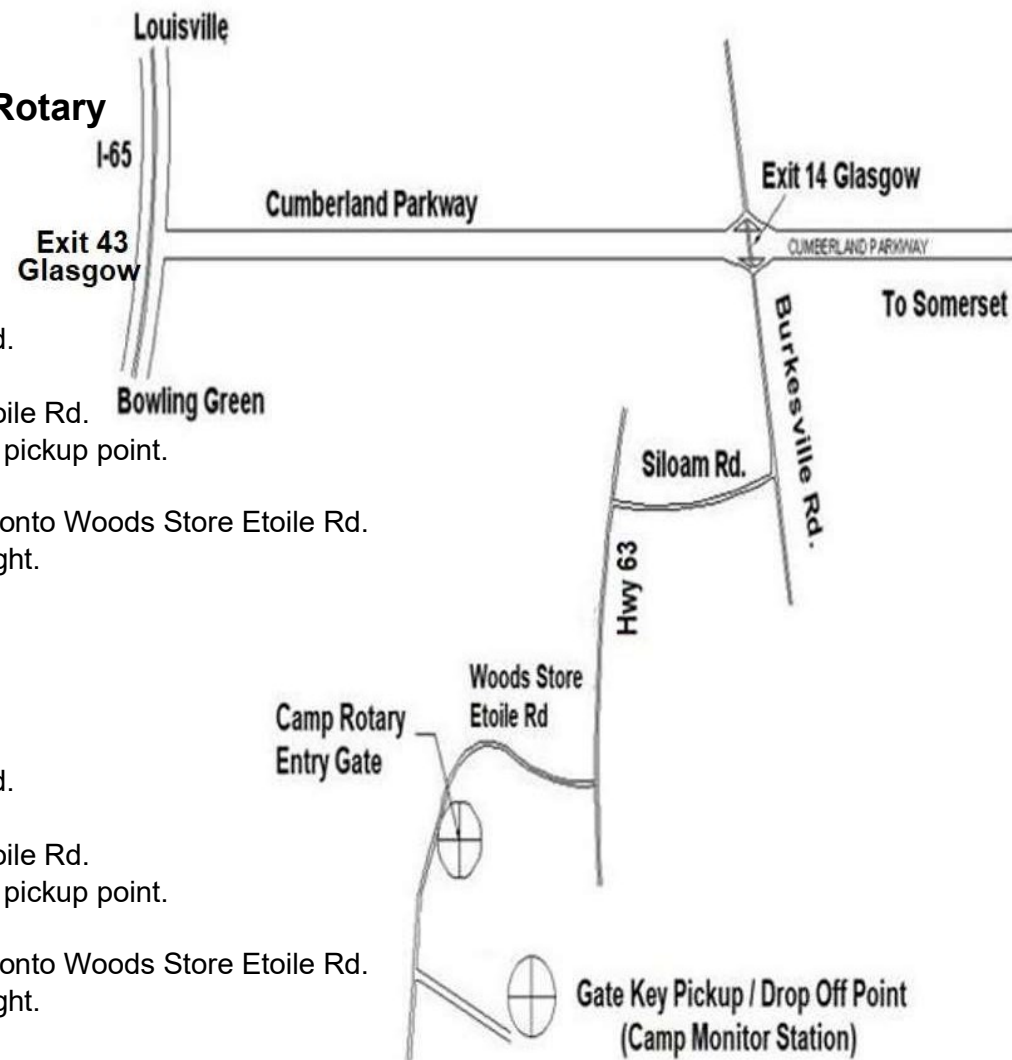 Louisville
Rotary
I-65
Exit 14 Glasgow
Cumberland Parkway
Exit 43
Glasgow
CUMBERLAND PARKWAY
To Somerset
d.
Burkesville Rd.
Bowling Green
oile Rd.
pickup point.
Siloam Rd.
onto Woods Store Etoile Rd.
ght.
Hwy 63
Woods Store
Etoile Rd
Camp Rotary
Entry Gate
d.
oile Rd.
pickup point.
onto Woods Store Etoile Rd.
ght.
Gate Key Pickup / Drop Off Point
(Camp Monitor Station)